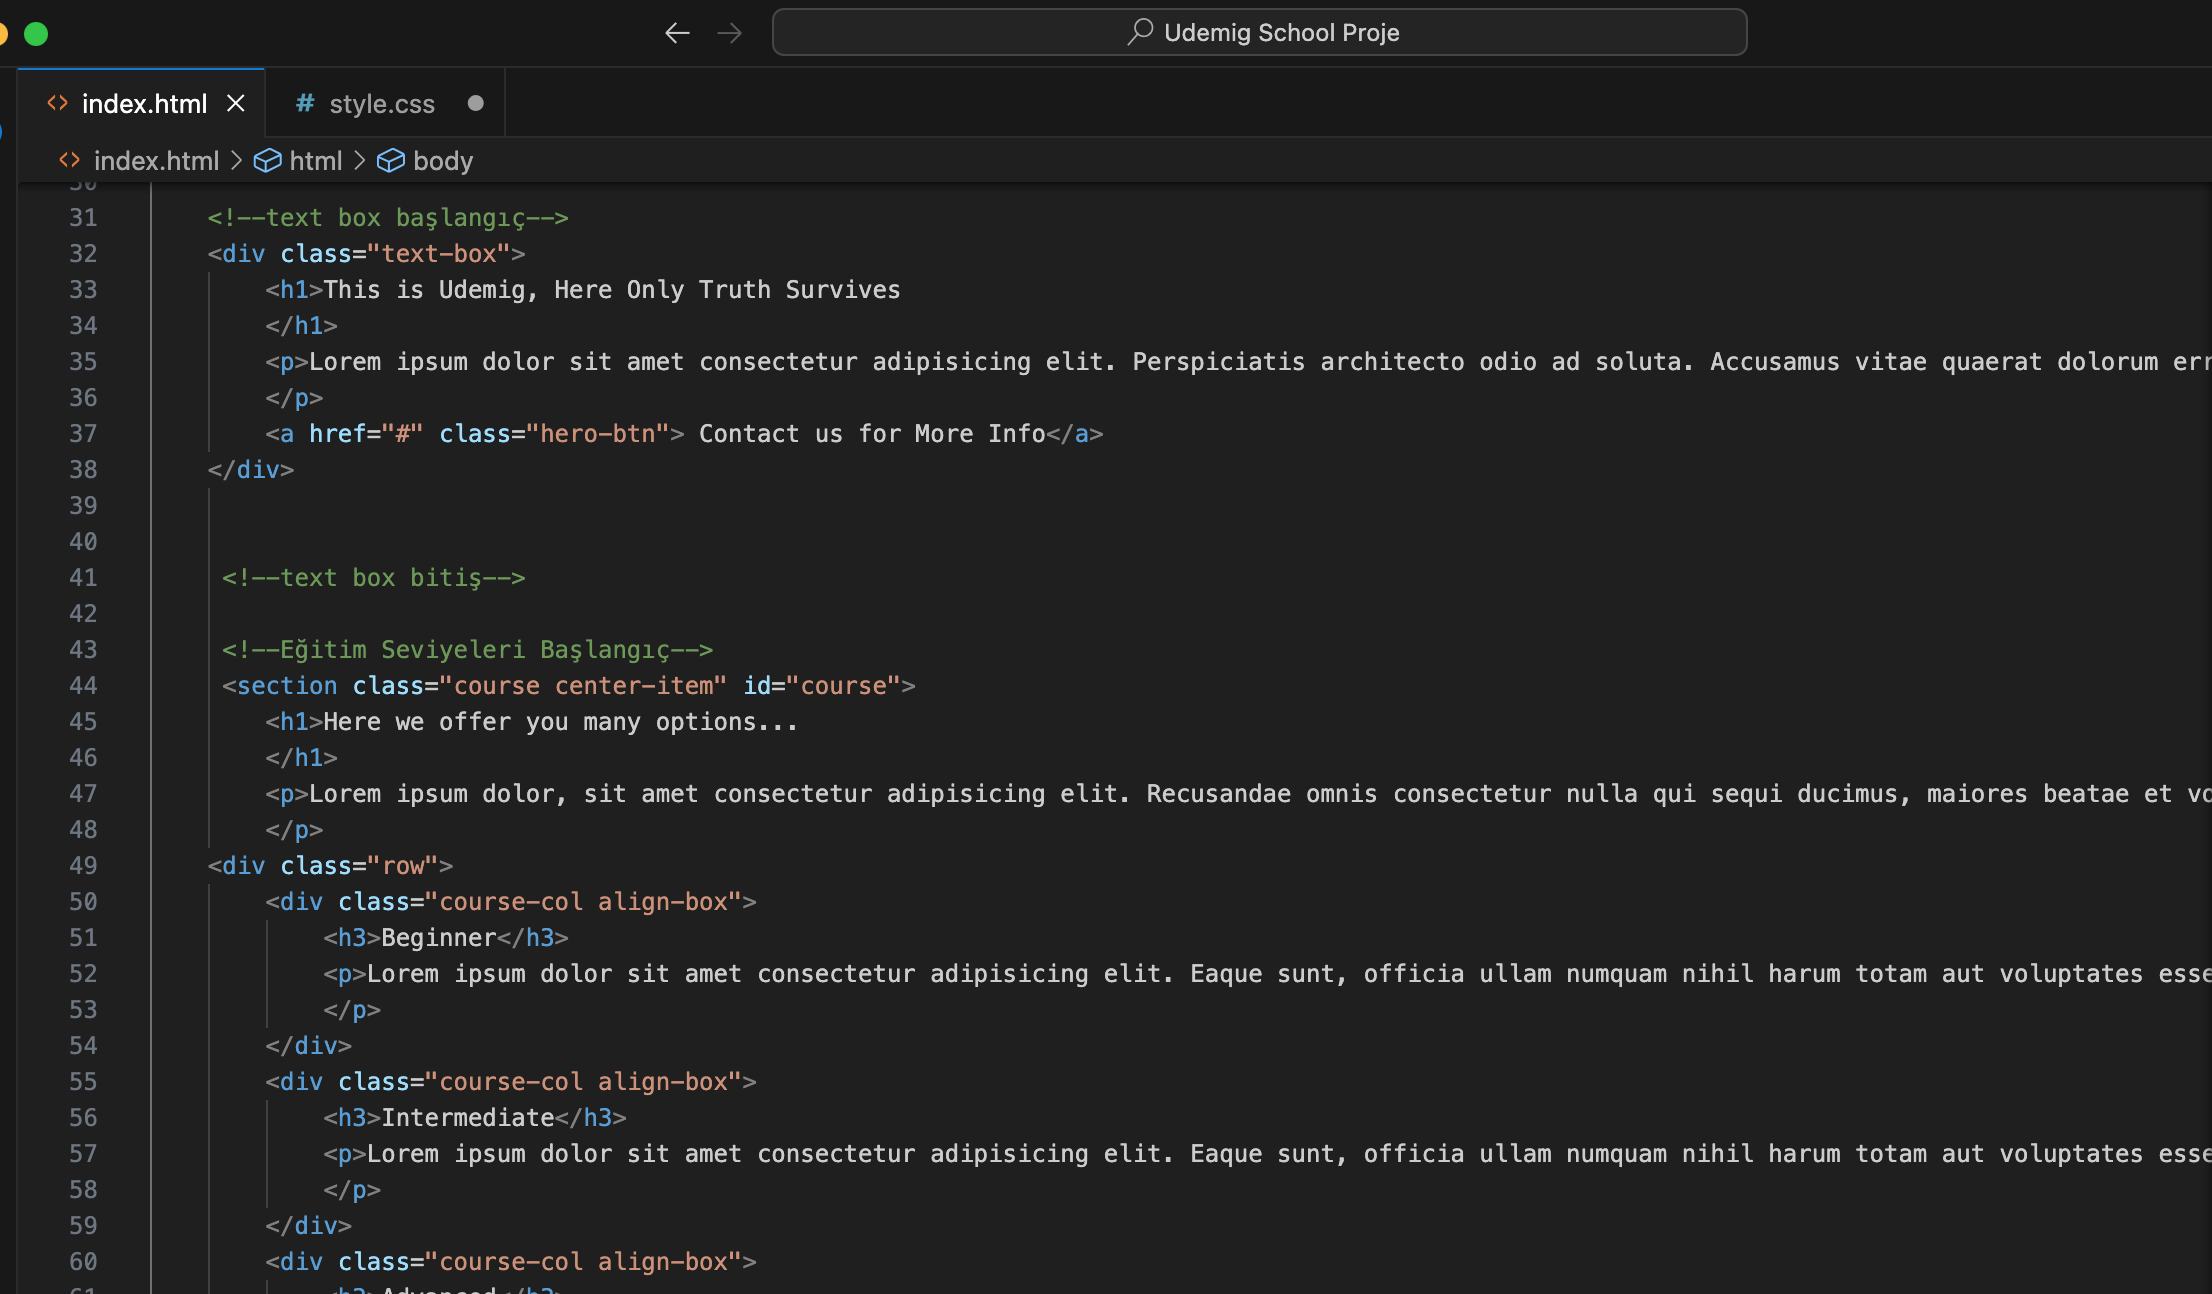 Udemig School Proje
index.html
style.css
index.html > html > body
30
31 <!--text box başlangıç-->
32 <div class="text-box">
33 <h1>This is Udemig, Here Only Truth Survives
34 </h1>
35 <p>Lorem ipsum dolor sit amet consectetur adipisicing elit. Perspiciatis architecto odio ad soluta. Accusamus vitae quaerat dolorum err
36 </p>
37 <a href="#" class="hero-btn"> Contact us for More Info</a>
38 </div>
39
40
41 <!--text box bitiş-->
42
43 <!--Eğitim Seviyeleri Başlangıç-->
44 <section class="course center-item" id="course">
45 <h1>Here we offer you many options...
46 </h1>
47 <p>Lorem ipsum dolor, sit amet consectetur adipisicing elit. Recusandae omnis consectetur nulla qui sequi ducimus, maiores beatae et vo
48 </p>
49 <div class="row">
50 <div class="course-col align-box">
51 <h3>Beginner</h3>
52 <p>Lorem ipsum dolor sit amet consectetur adipisicing elit. Eaque sunt, officia ullam numquam nihil harum totam aut voluptates esse
53 </p>
54 </div>
55 <div class="course-col align-box">
56 <h3>Intermediate</h3>
57 <p>Lorem ipsum dolor sit amet consectetur adipisicing elit. Eaque sunt, officia ullam numquam nihil harum totam aut voluptates esse
58 </p>
59 </div>
60 <div class="course-col align-box">
61 <h3>Advanced</h3>